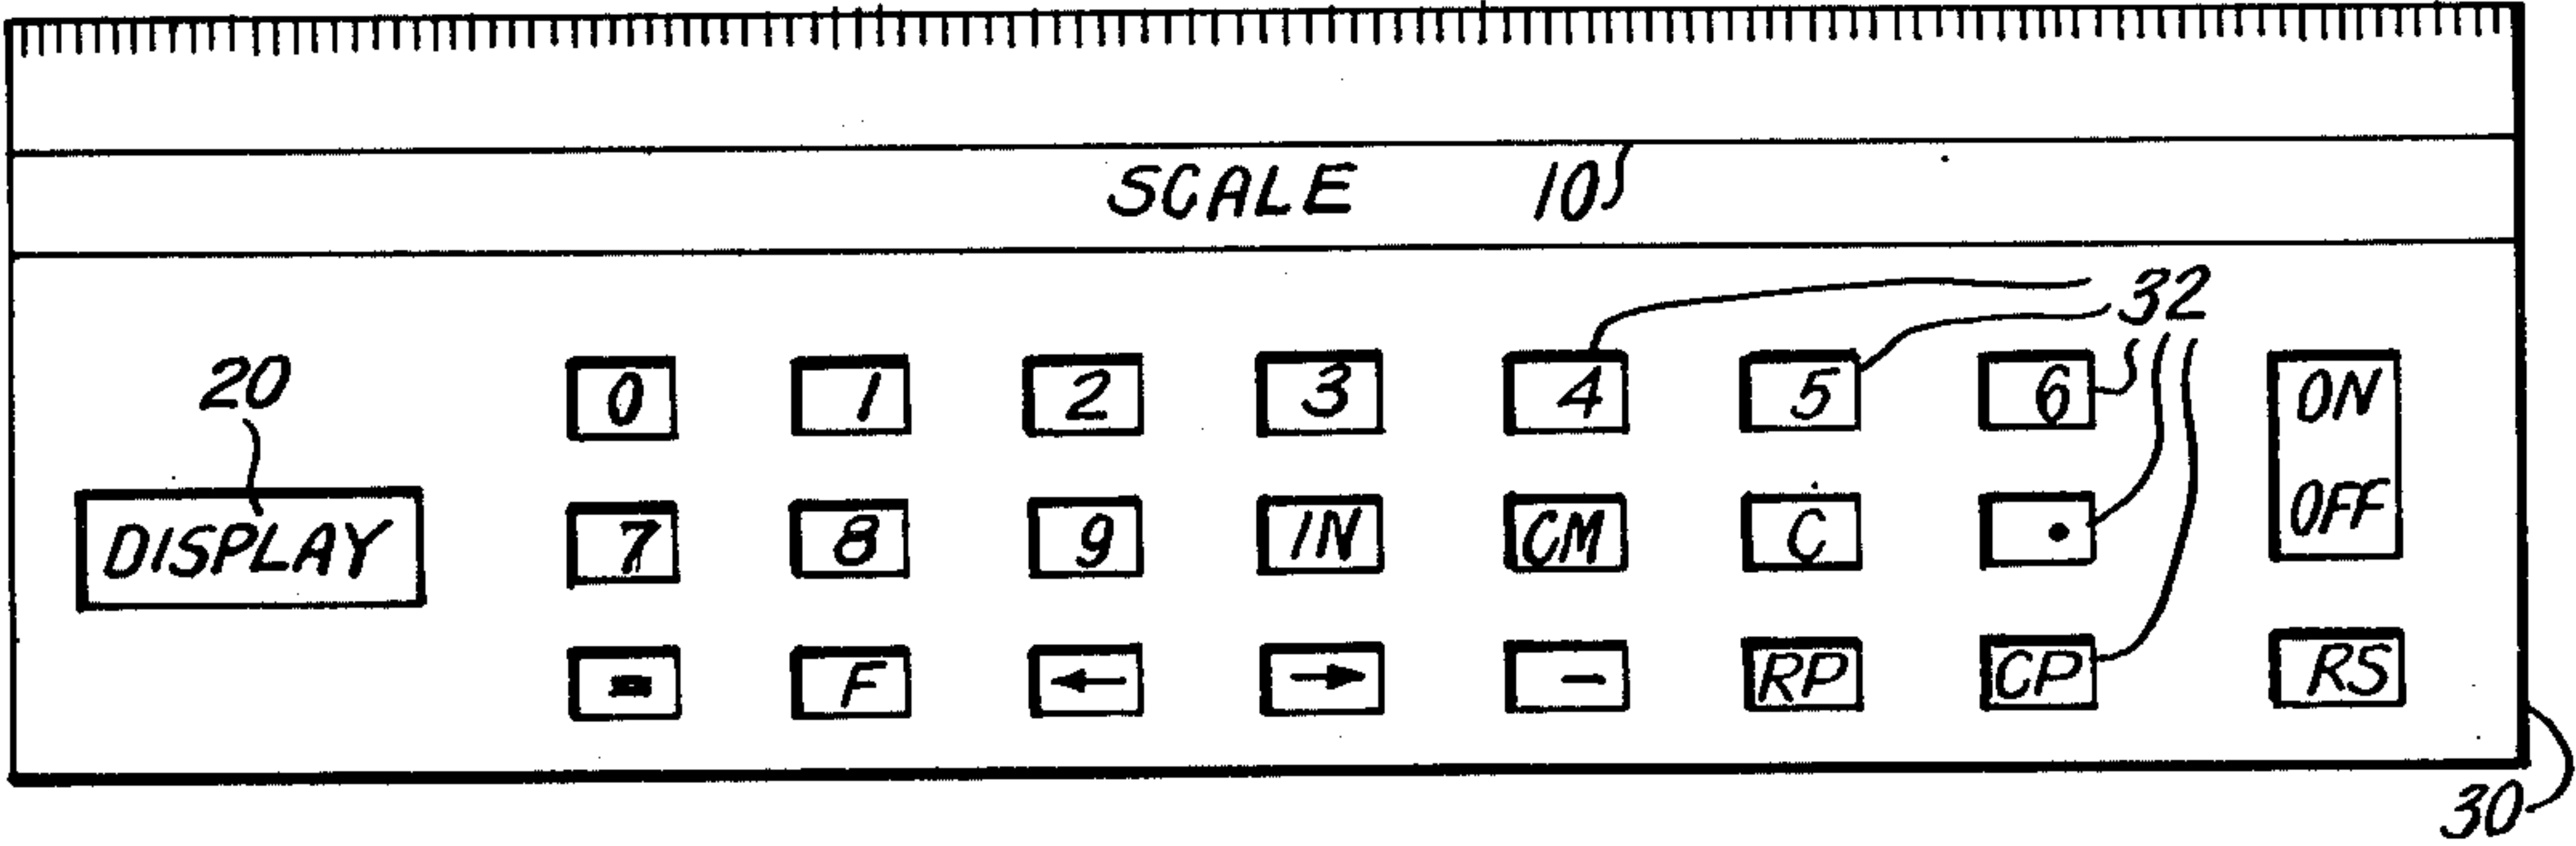 SCALE 10
32
20 0 1 2 3 4 5 6 ON
DISPLAY 7 8 9 IN CM C • OFF
= F ← → - RP CP RS
30